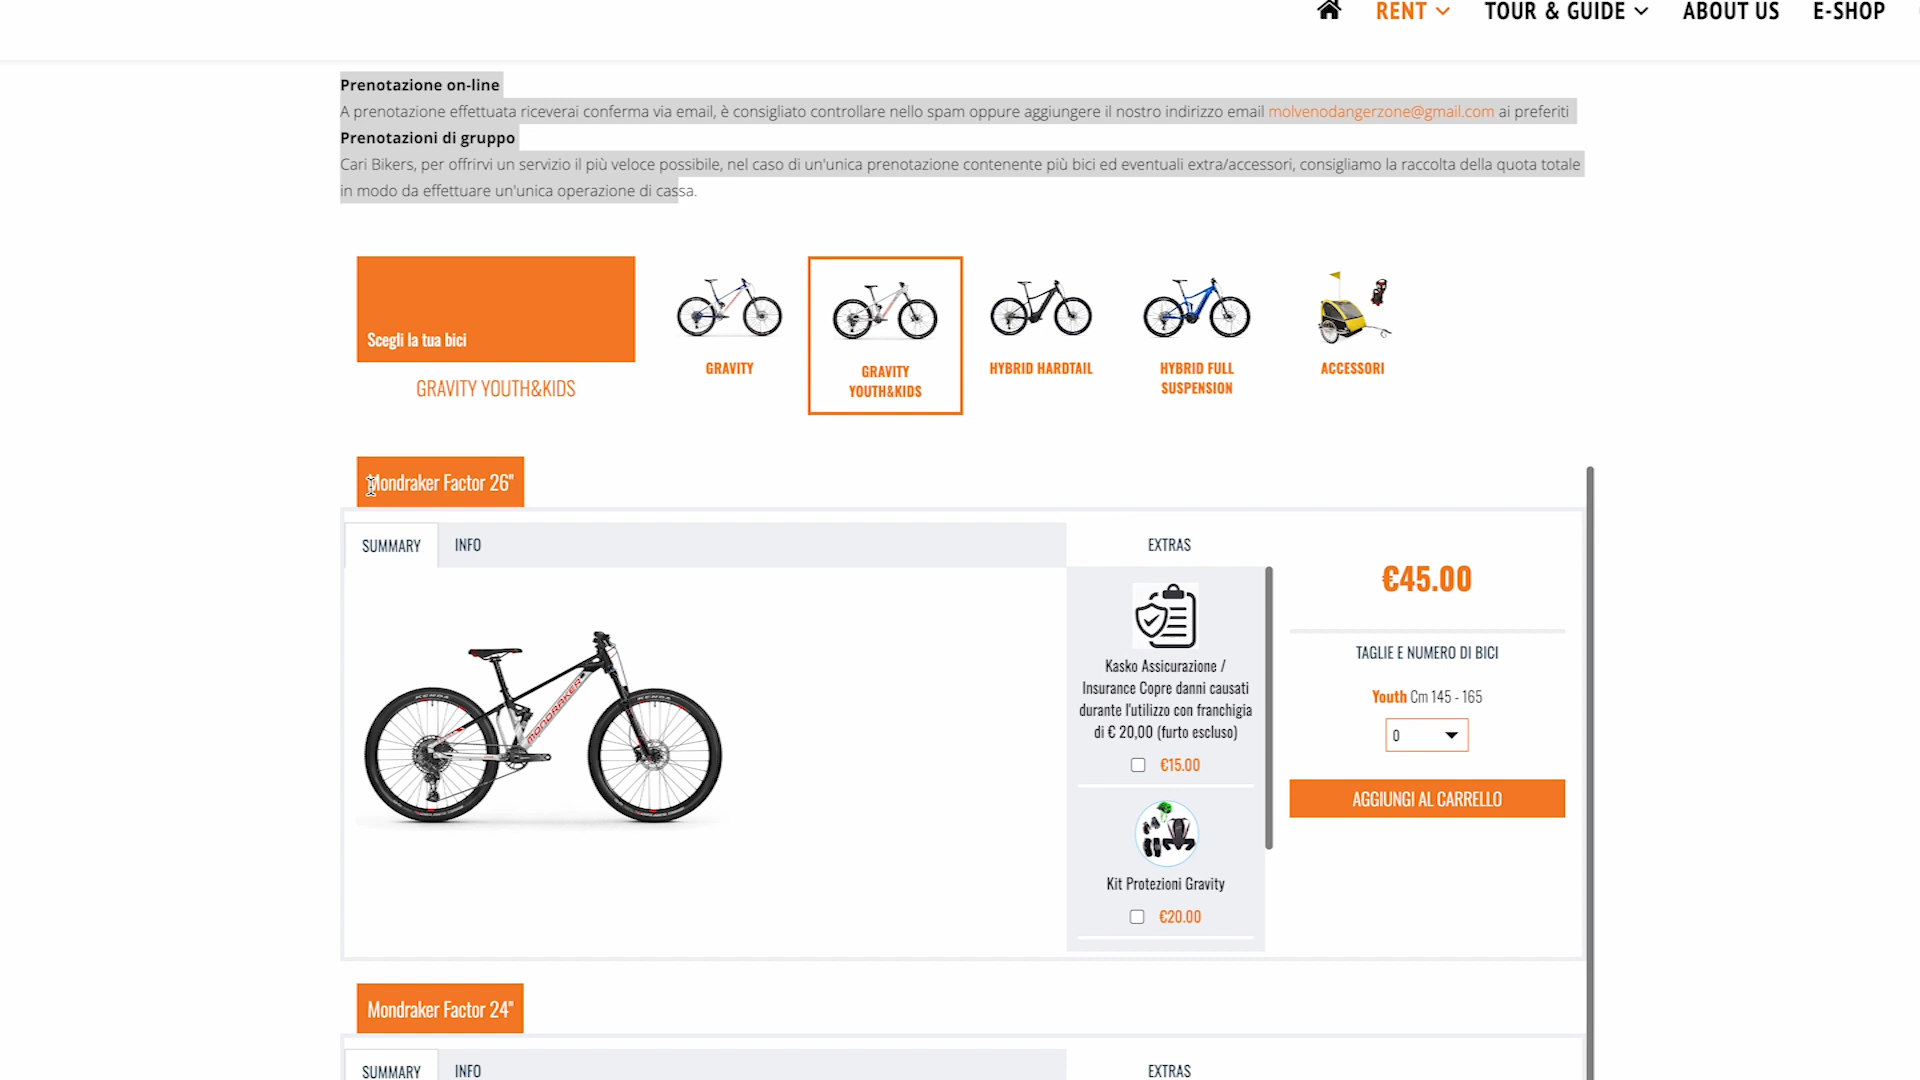 RENT
TOUR & GUIDE
ABOUT US
E-SHOP
Prenotazione on-line
A prenotazione effettuata riceverai conferma via email, è consigliato controllare nello spam oppure aggiungere il nostro indirizzo email molvenodangerzone@gmail.com ai preferiti
Prenotazioni di gruppo
Cari Bikers, per offrirvi un servizio il più veloce possibile, nel caso di un'unica prenotazione contenente più bici ed eventuali extra/accessori, consigliamo la raccolta della quota totale
in modo da effettuare un'unica operazione di cassa.
Scegli la tua bici
GRAVITY YOUTH&KIDS
GRAVITY
GRAVITY
YOUTH&KIDS
HYBRID HARDTAIL
HYBRID FULL
SUSPENSION
ACCESSORI
Mondraker Factor 26"
SUMMARY
INFO
MONDRAKER
KENDA
KENDA
EXTRAS
Kasko Assicurazione /
Insurance Copre danni causati
durante l'utilizzo con franchigia
di € 20,00 (furto escluso)
€15.00
Kit Protezioni Gravity
€20.00
€45.00
TAGLIE E NUMERO DI BICI
Youth Cm 145 - 165
0
AGGIUNGI AL CARRELLO
Mondraker Factor 24"
SUMMARY
INFO
EXTRAS